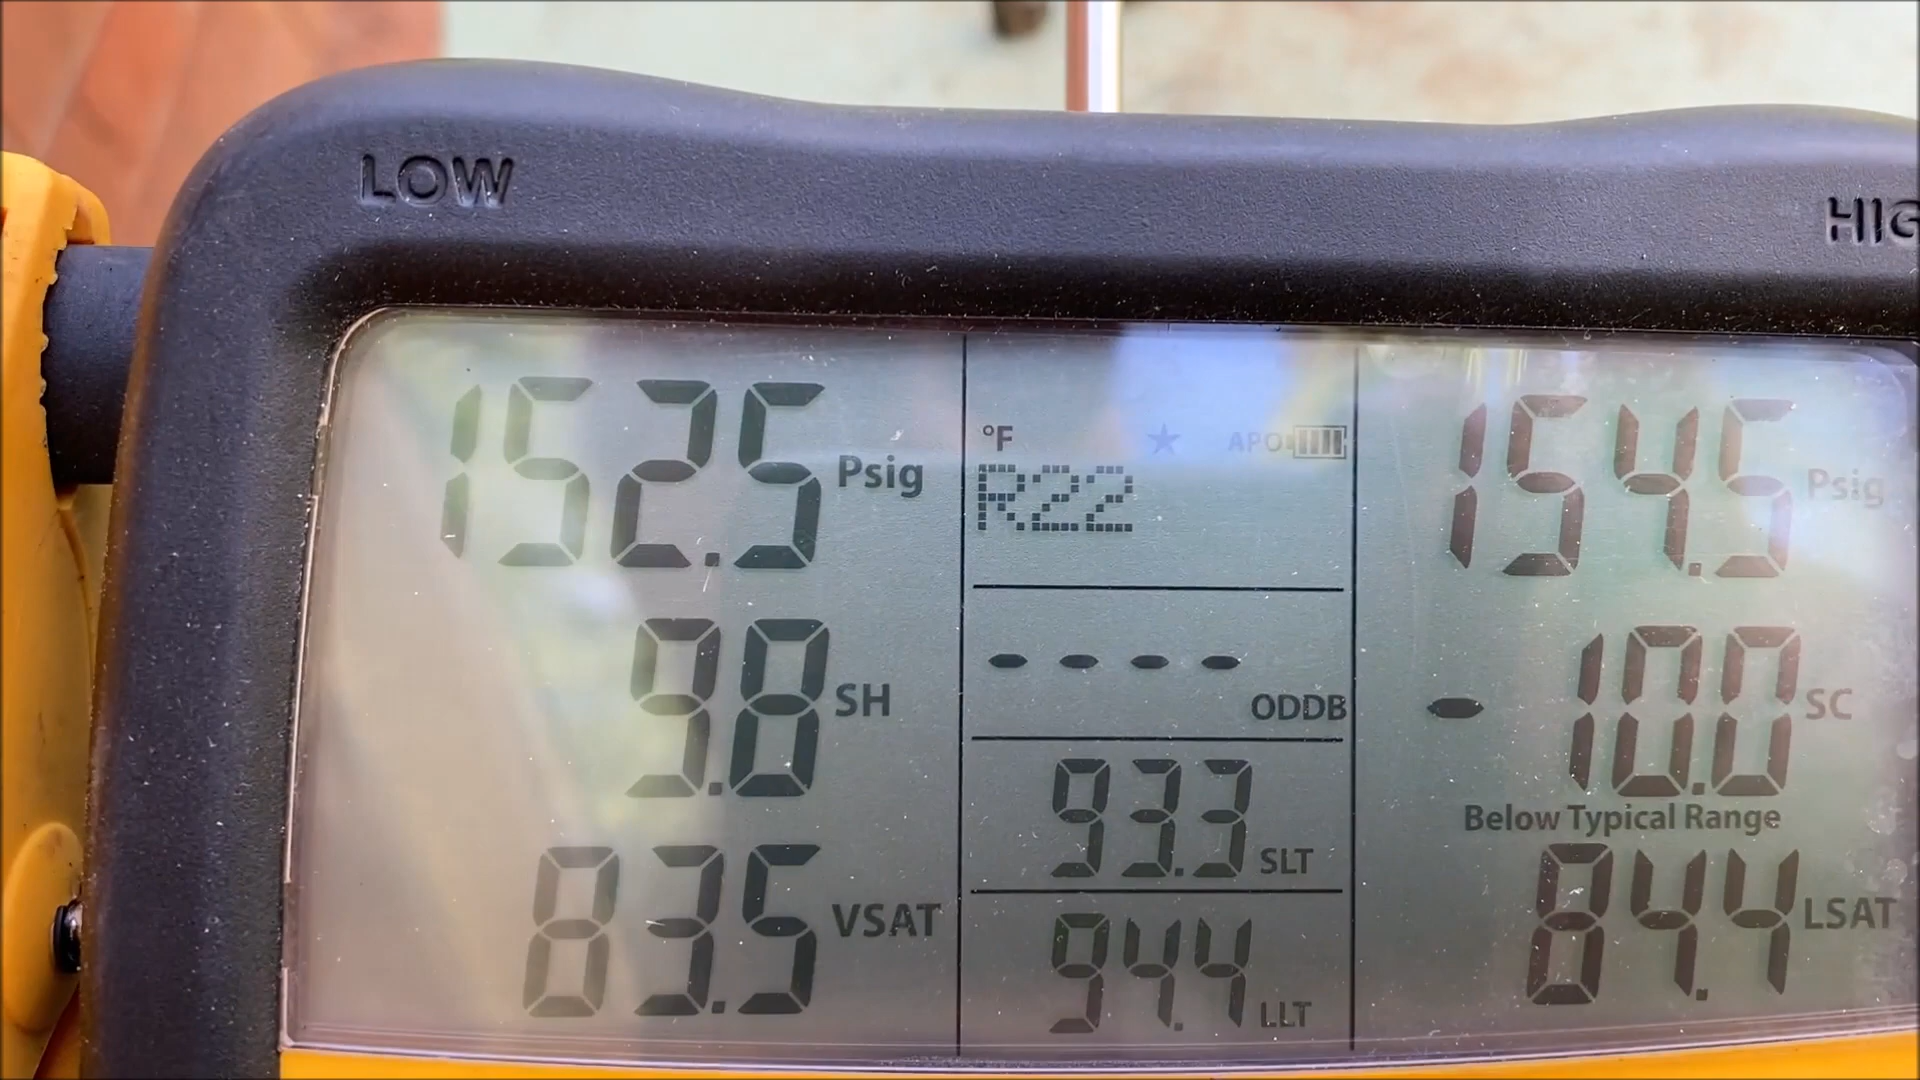 LOW
HIG
152.5 Psig
°F
APO
R22
154.5 Psig
9.8 SH
- - - - ODDB
-10.0 SC
Below Typical Range
83.5 VSAT
93.3 SLT
94.4 LLT
84.4 LSAT